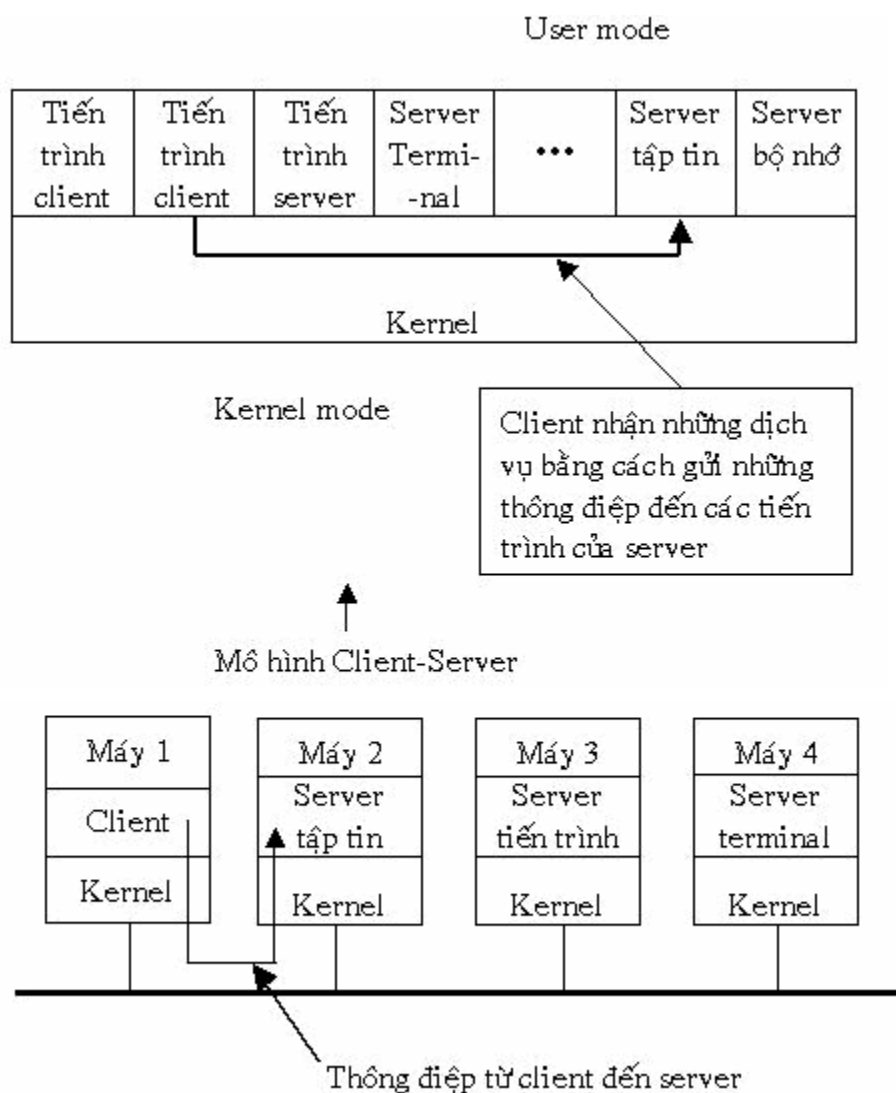 User mode
Tiến trình client
Tiến trình client
Tiến trình server
Server Termi- -nal
...
Server tập tin
Server bộ nhớ
Kernel
Kernel mode
Client nhận những dịch
vụ bằng cách gửi những
thông điệp đến các tiến
trình của server
Mô hình Client-Server
Máy 1
Client
Kernel
Máy 2
Server
tập tin
Kernel
Máy 3
Server
tiến trình
Kernel
Máy 4
Server
terminal
Kernel
Thông điệp từ client đến server